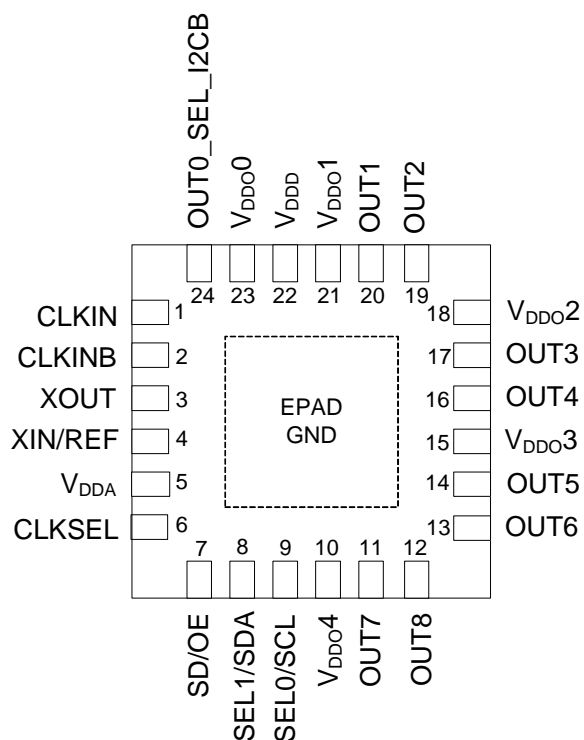 OUT0_SEL_I2CB
VDDO0
VDDD
VDDO1
OUT1
OUT2
24
23
22
21
20
19
CLKIN
1
CLKINB
2
XOUT
3
XIN/REF
4
VDDA
5
CLKSEL
6
EPAD
GND
18
VDDO2
17
OUT3
16
OUT4
15
VDDO3
14
OUT5
13
OUT6
7
8
9
10
11
12
SD/OE
SEL1/SDA
SEL0/SCL
VDDO4
OUT7
OUT8